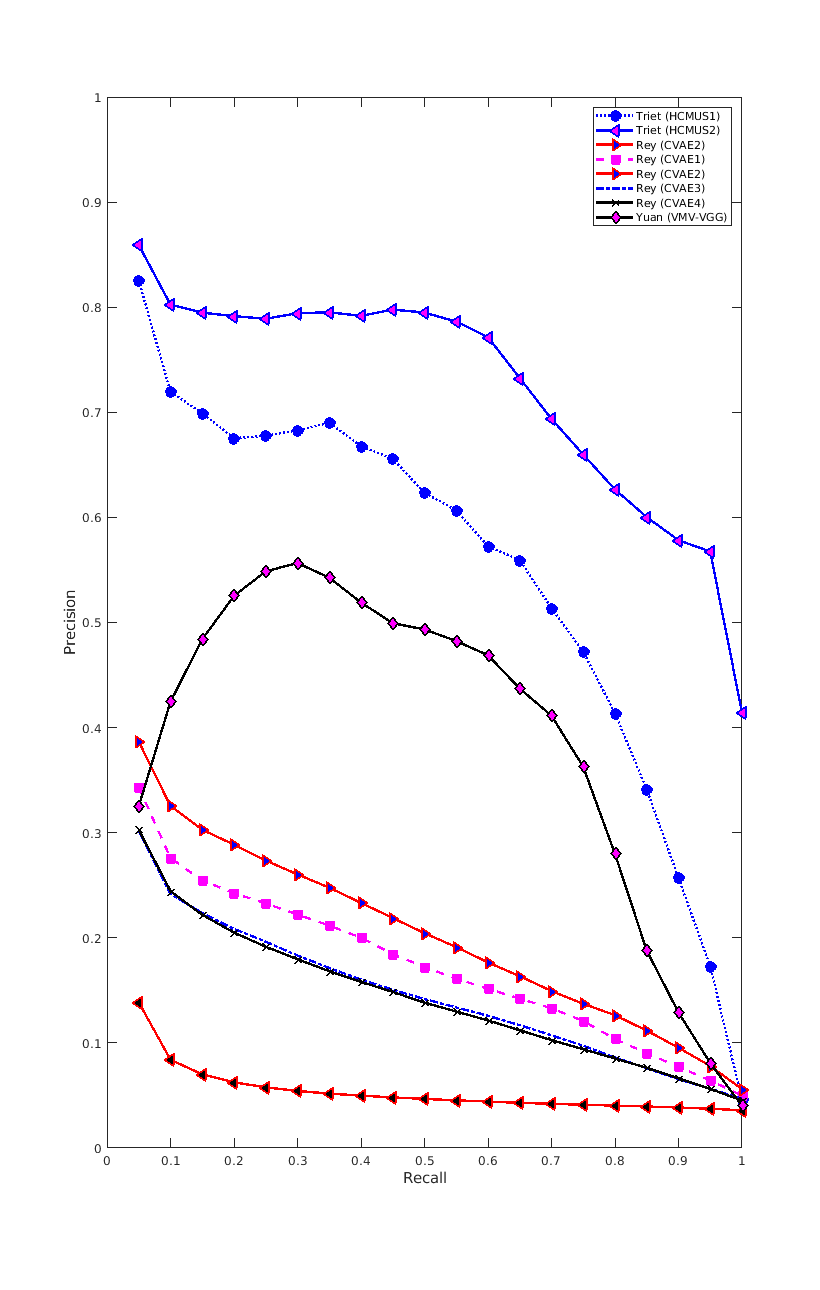 1
0.9
0.8
0.7
0.6
0.5
0.4
0.3
0.2
0.1
0
Precision
0 0.1 0.2 0.3 0.4 0.5 0.6 0.7 0.8 0.9 1
Recall
Triet (HCMUS1)
Triet (HCMUS2)
Rey (CVAE2)
Rey (CVAE1)
Rey (CVAE2)
Rey (CVAE3)
Rey (CVAE4)
Yuan (VMV-VGG)